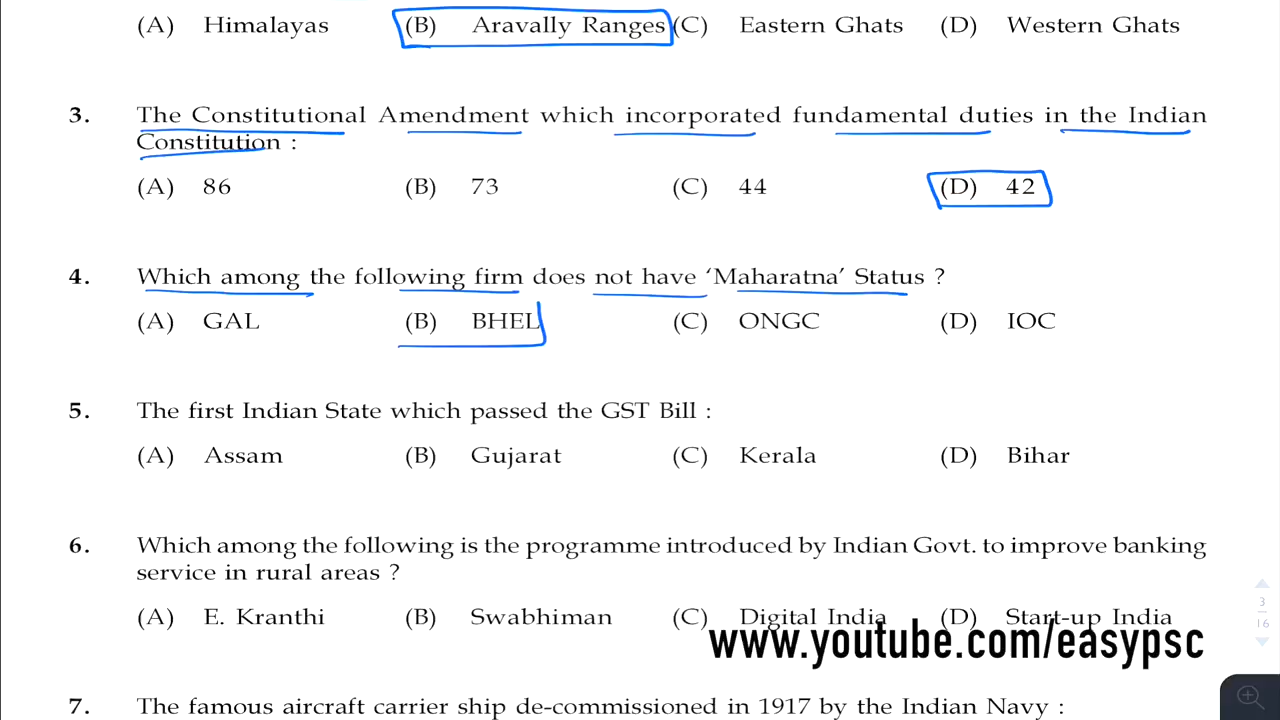 (A) Himalayas (B) Aravally Ranges (C) Eastern Ghats (D) Western Ghats
3. The Constitutional Amendment which incorporated fundamental duties in the Indian
Constitution :
(A) 86 (B) 73 (C) 44 (D) 42
4. Which among the following firm does not have ‘Maharatna’ Status ?
(A) GAL (B) BHEL (C) ONGC (D) IOC
5. The first Indian State which passed the GST Bill :
(A) Assam (B) Gujarat (C) Kerala (D) Bihar
6. Which among the following is the programme introduced by Indian Govt. to improve banking
service in rural areas ?
(A) E. Kranthi (B) Swabhiman (C) Digital India (D) Start-up India
www.youtube.com/easypsc
3
16
7. The famous aircraft carrier ship de-commissioned in 1917 by the Indian Navy :